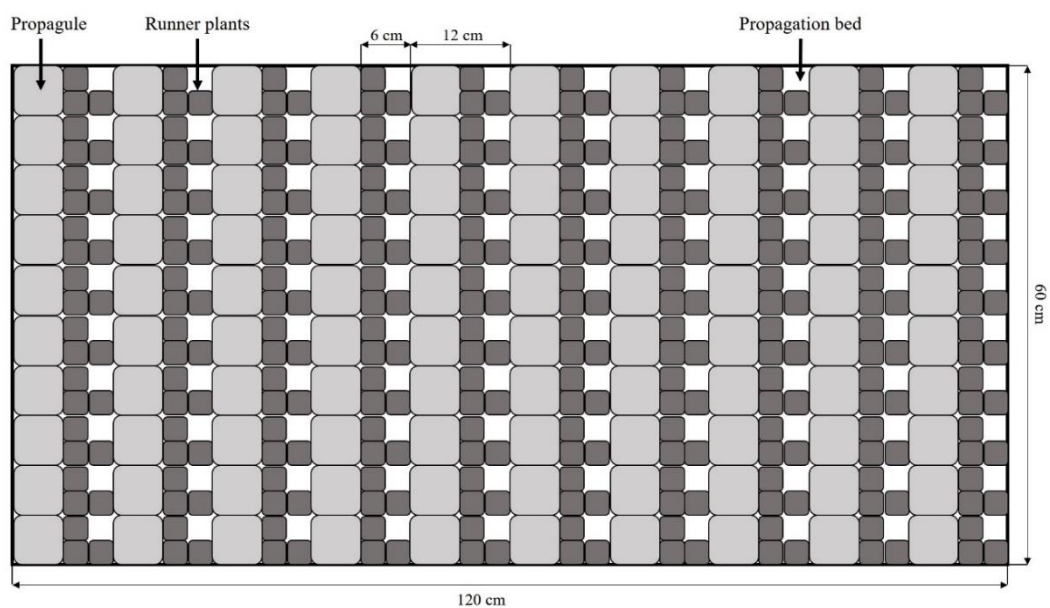 Propagule
Runner plants
6 cm
12 cm
Propagation bed
60 cm
120 cm